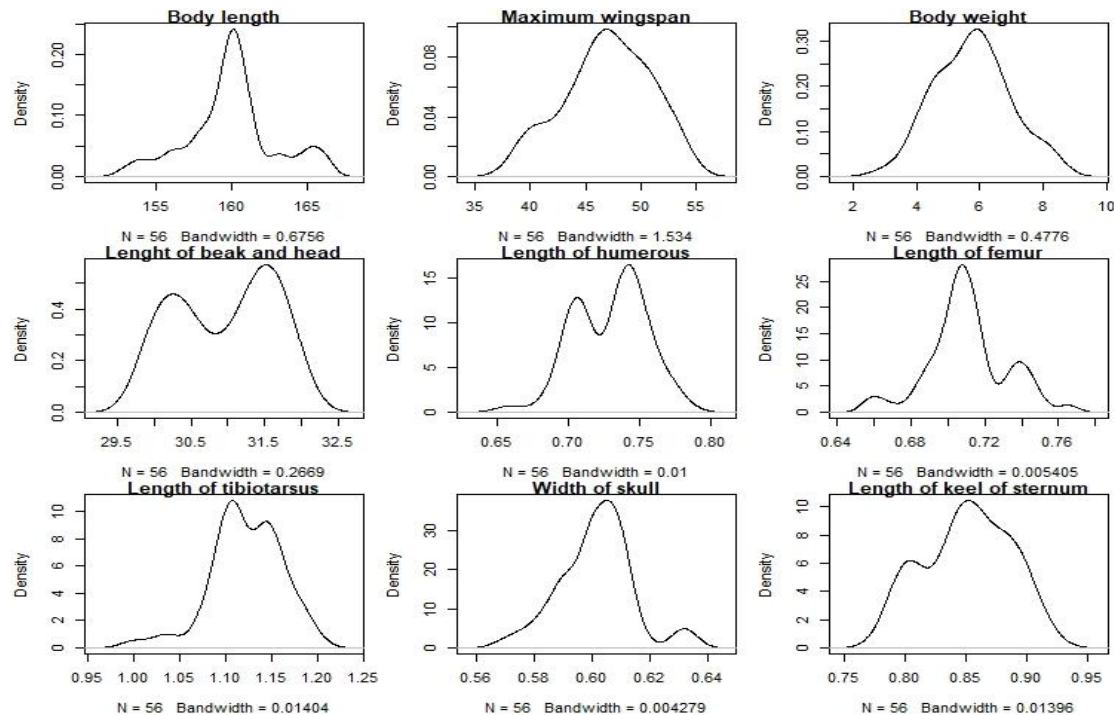 Body length
Maximum wingspan
Body weight
Density
0.00 0.10 0.20
155 160 165
N = 56 Bandwidth = 0.6756
Density
0.00 0.04 0.08
35 40 45 50 55
N = 56 Bandwidth = 1.534
Density
0.00 0.10 0.20 0.30
2 4 6 8 10
N = 56 Bandwidth = 0.4776
Lenght of beak and head
Length of humerous
Length of femur
Density
0.0 0.2 0.4
29.5 30.5 31.5 32.5
N = 56 Bandwidth = 0.2669
Density
0 5 10 15
0.65 0.70 0.75 0.80
N = 56 Bandwidth = 0.01
Density
0 5 10 15 20 25
0.64 0.68 0.72 0.76
N = 56 Bandwidth = 0.005405
Length of tibiotarsus
Width of skull
Length of keel of sternum
Density
0 2 4 6 8 10
0.95 1.00 1.05 1.10 1.15 1.20 1.25
N = 56 Bandwidth = 0.01404
Density
0 10 20 30
0.56 0.58 0.60 0.62 0.64
N = 56 Bandwidth = 0.004279
Density
0 2 4 6 8 10
0.75 0.80 0.85 0.90 0.95
N = 56 Bandwidth = 0.01396